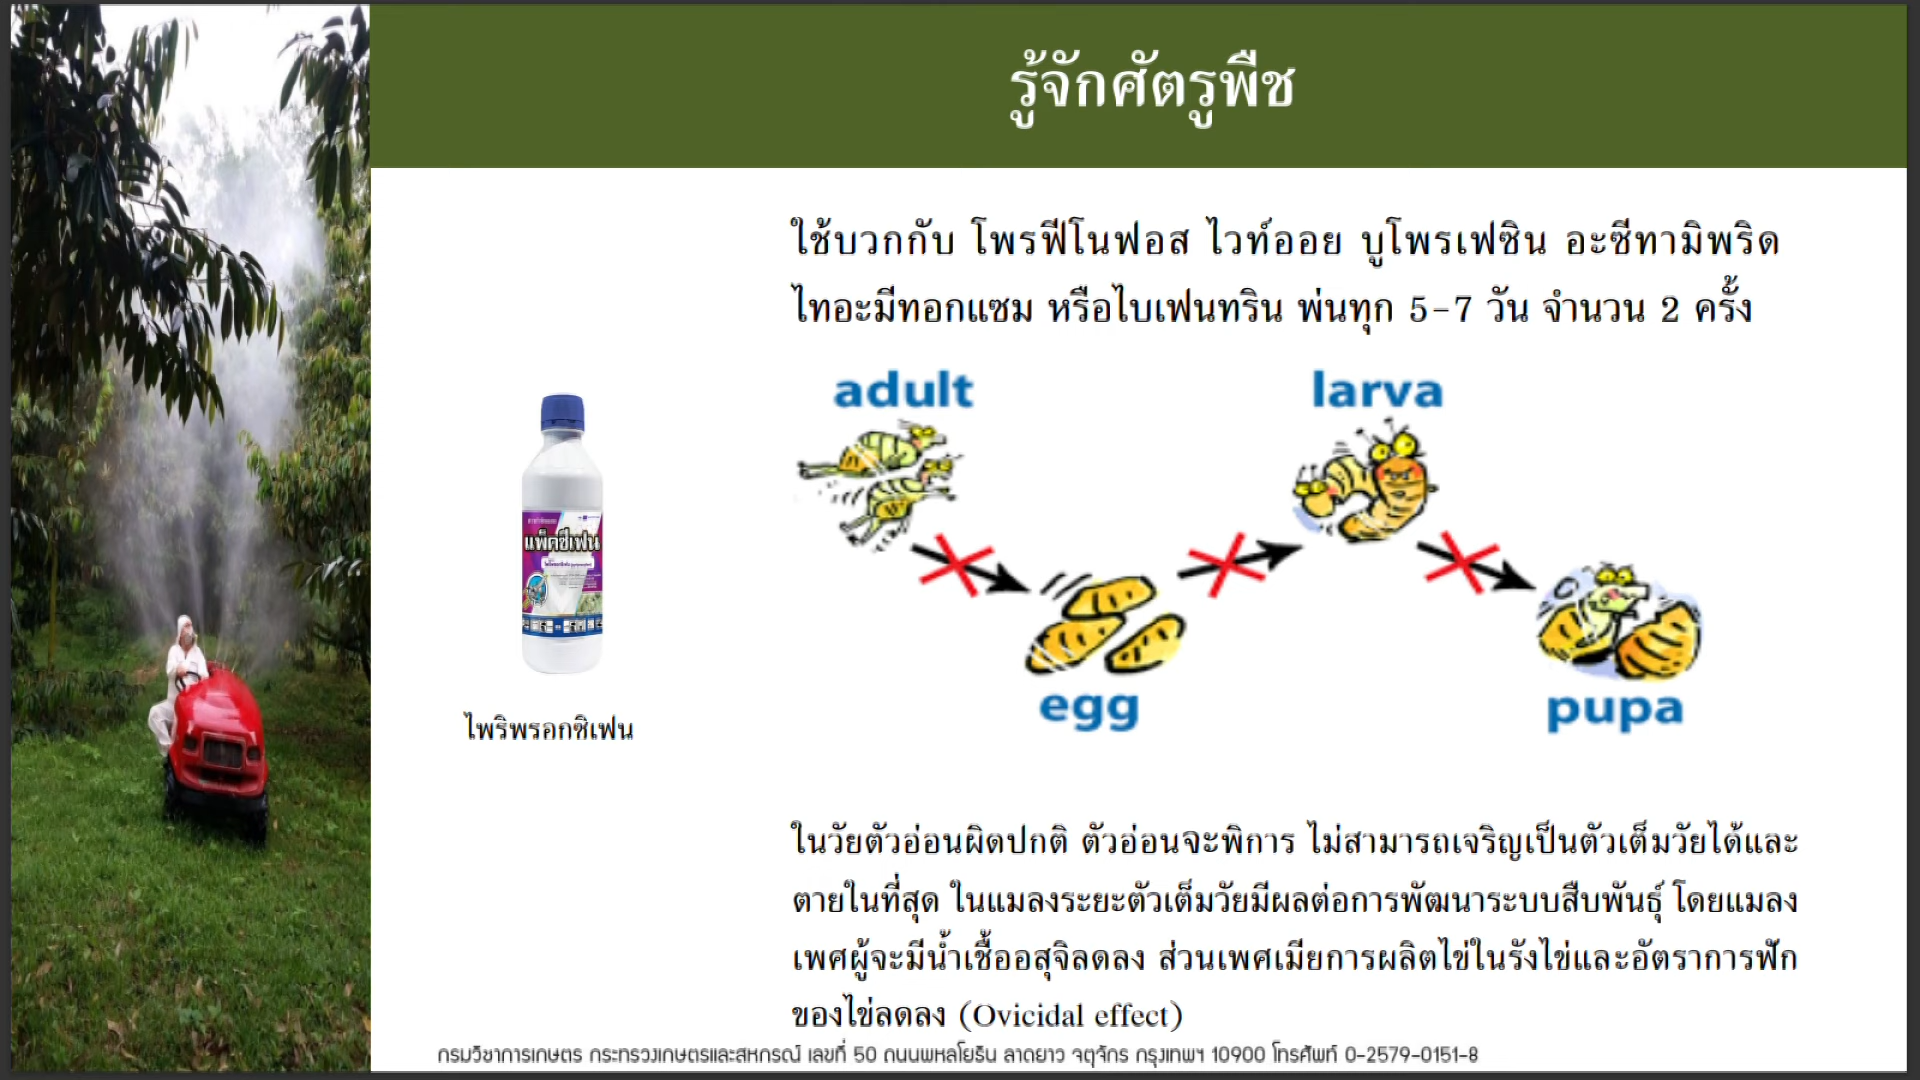 รู้จักศัตรูพืช
ใช้บวกกับ โพรฟีโนฟอส ไวท์ออย บูโพรเฟซิน อะซีทามิพริด
ไทอะมีทอกแซม หรือไบเฟนทริน พ่นทุก 5-7 วัน จำนวน 2 ครั้ง
adult
larva
egg
pupa
แพ็คซีเฟน
ไพริพรอกซิเฟน
ในวัยตัวอ่อนผิดปกติ ตัวอ่อนจะพิการ ไม่สามารถเจริญเป็นตัวเต็มวัยได้และ
ตายในที่สุด ในแมลงระยะตัวเต็มวัยมีผลต่อการพัฒนาระบบสืบพันธุ์ โดยแมลง
เพศผู้จะมีน้ำเชื้ออสุจิลดลง ส่วนเพศเมียการผลิตไข่ในรังไข่และอัตราการฟัก
ของไข่ลดลง (Ovicidal effect)
กรมวิชาการเกษตร กระทรวงเกษตรและสหกรณ์ เลขที่ 50 ถนนพหลโยธิน ลาดยาว จตุจักร กรุงเทพฯ 10900 โทรศัพท์ 0-2579-0151-8